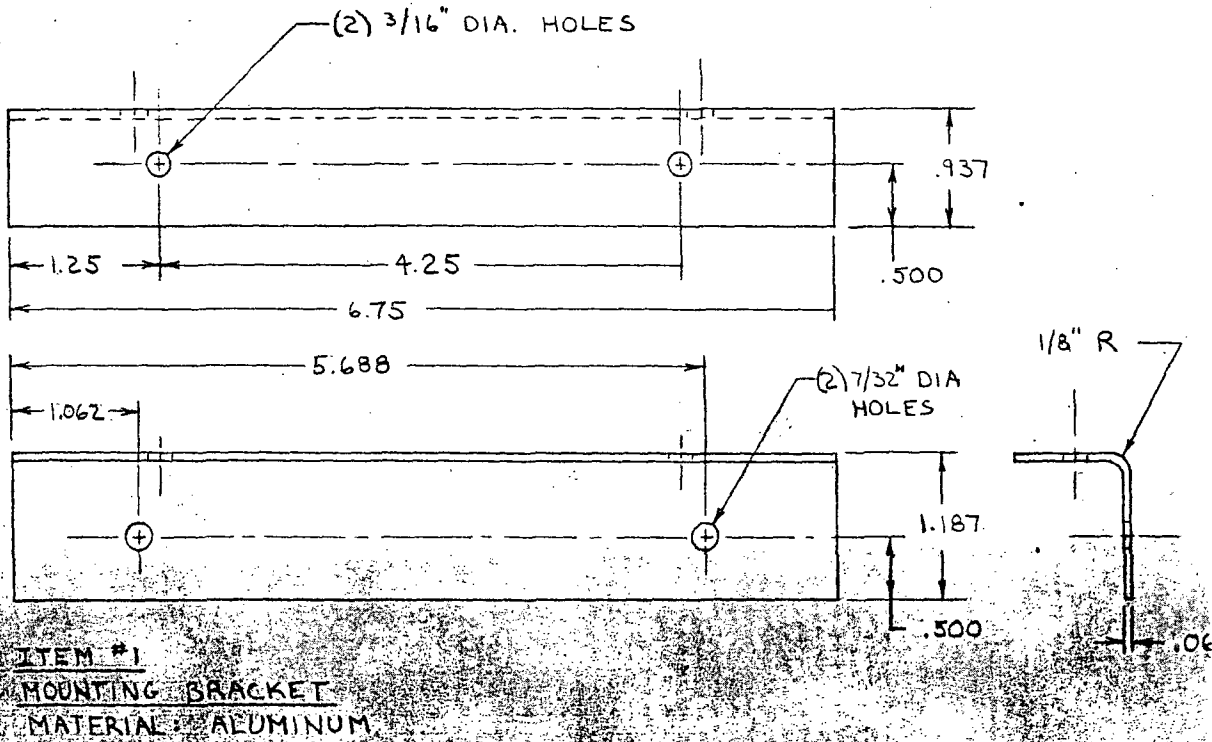 (2) 3/16" DIA. HOLES
.937
.500
1.25
4.25
6.75
5.688
1.062
(2) 7/32" DIA
HOLES
1/8" R
1.187
.500
.06
ITEM #1
MOUNTING BRACKET
MATERIAL: ALUMINUM